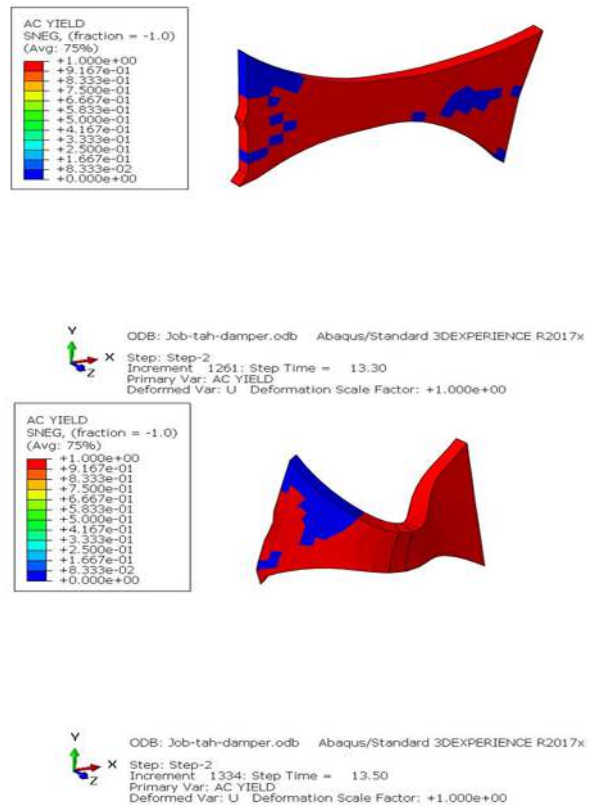 AC YIELD
SNEG, (fraction = -1.0)
(Avg: 75%)
+1.000e+00
+9.167e-01
+8.333e-01
+7.500e-01
+6.667e-01
+5.833e-01
+5.000e-01
+4.167e-01
+3.333e-01
+2.500e-01
+1.667e-01
+8.333e-02
+0.000e+00
Y
X
Z
ODB: Job-tah-damper.odb Abaqus/Standard 3DEXPERIENCE R2017x
Step: Step-2
Increment 1261: Step Time = 13.30
Primary Var: AC YIELD
Deformed Var: U Deformation Scale Factor: +1.000e+00
AC YIELD
SNEG, (fraction = -1.0)
(Avg: 75%)
+1.000e+00
+9.167e-01
+8.333e-01
+7.500e-01
+6.667e-01
+5.833e-01
+5.000e-01
+4.167e-01
+3.333e-01
+2.500e-01
+1.667e-01
+8.333e-02
+0.000e+00
Y
X
Z
ODB: Job-tah-damper.odb Abaqus/Standard 3DEXPERIENCE R2017x
Step: Step-2
Increment 1334: Step Time = 13.50
Primary Var: AC YIELD
Deformed Var: U Deformation Scale Factor: +1.000e+00